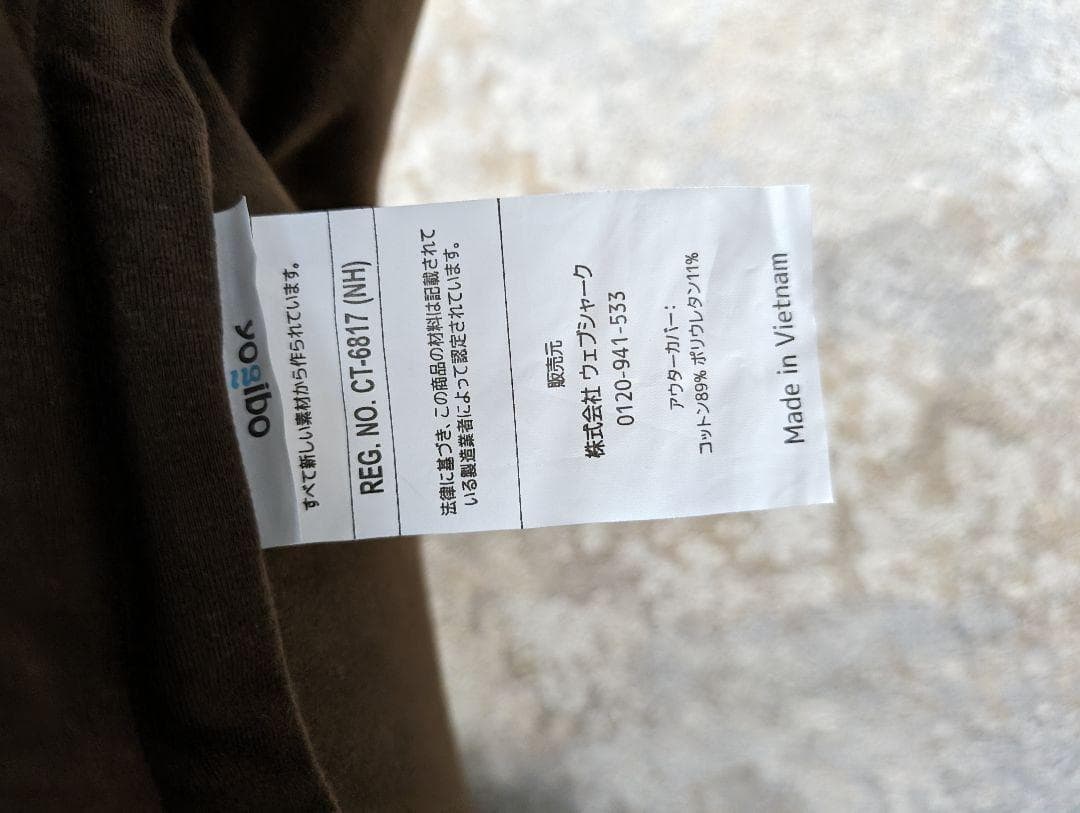 yogibo
すべて新しい素材から作られています。
REG. NO. CT-6817 (NH)
法律に基づき、この商品の材料は記載されて
いる製造業者によって認定されています。
販売元
株式会社 ウェブシャーク
0120-941-533
アウターカバー：
コットン89% ポリウレタン11%
Made in Vietnam